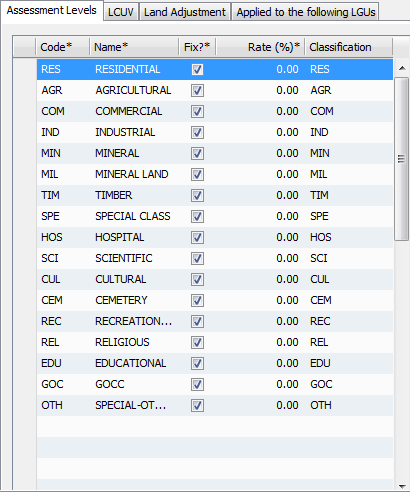 Assessment Levels LCUV Land Adjustment Applied to the following LGUs
Code* Name* Fix?* Rate (%)* Classification
RES RESIDENTIAL 0.00 RES
AGR AGRICULTURAL 0.00 AGR
COM COMMERCIAL 0.00 COM
IND INDUSTRIAL 0.00 IND
MIN MINERAL 0.00 MIN
MIL MINERAL LAND 0.00 MIL
TIM TIMBER 0.00 TIM
SPE SPECIAL CLASS 0.00 SPE
HOS HOSPITAL 0.00 HOS
SCI SCIENTIFIC 0.00 SCI
CUL CULTURAL 0.00 CUL
CEM CEMETERY 0.00 CEM
REC RECREATION... 0.00 REC
REL RELIGIOUS 0.00 REL
EDU EDUCATIONAL 0.00 EDU
GOC GOCC 0.00 GOC
OTH SPECIAL-OT... 0.00 OTH